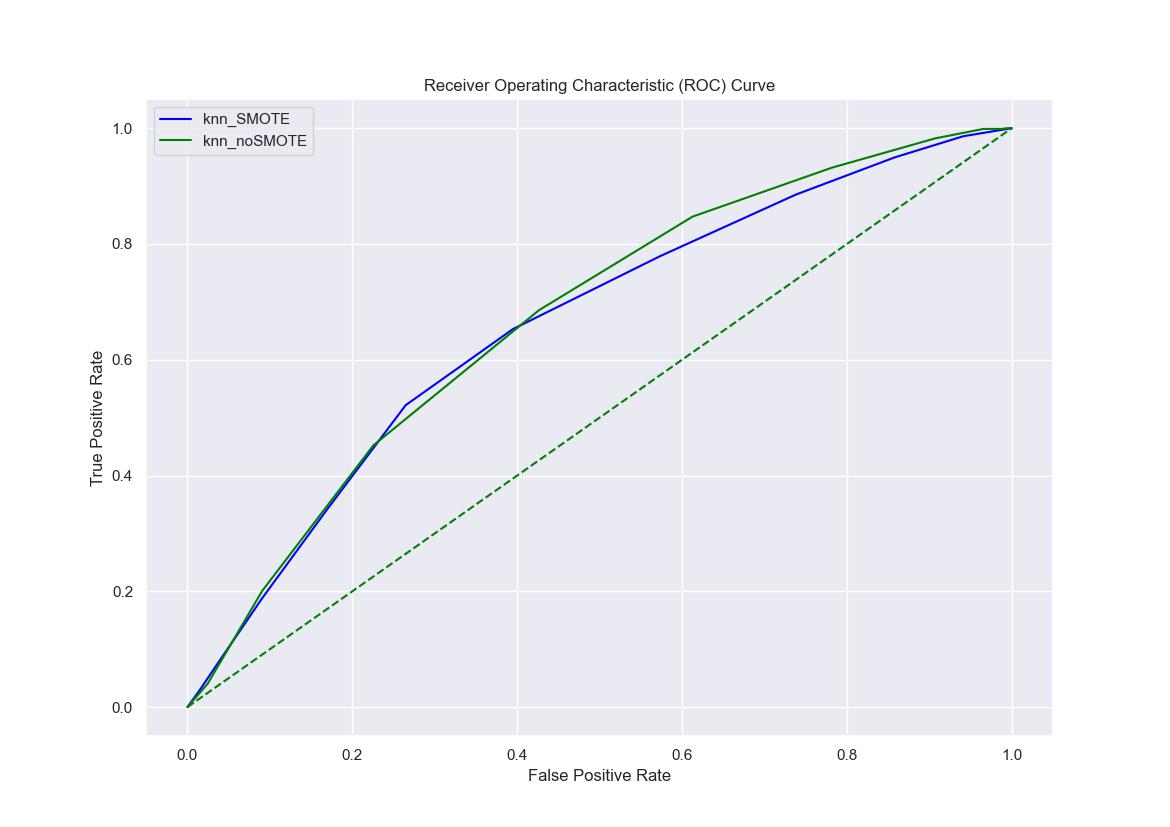 Receiver Operating Characteristic (ROC) Curve
knn_SMOTE
knn_noSMOTE
1.0
0.8
0.6
0.4
0.2
0.0
True Positive Rate
0.0 0.2 0.4 0.6 0.8 1.0
False Positive Rate